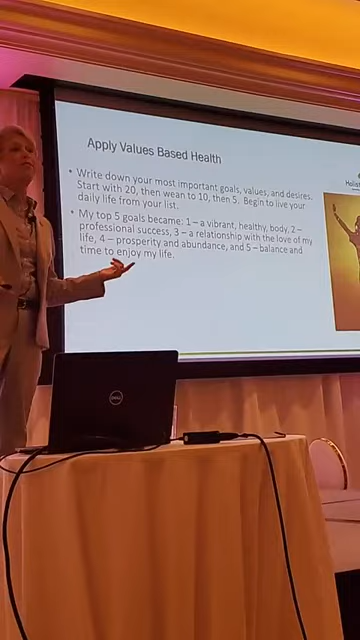 Apply Values Based Health
• Write down your most important goals, values, and desires.
Start with 20, then wean to 10, then 5. Begin to live your
daily life from your list.
• My top 5 goals became: 1 – a vibrant, healthy, body, 2 –
professional success, 3 – a relationship with the love of my
life, 4 – prosperity and abundance, and 5 – balance and
time to enjoy my life.
DELL